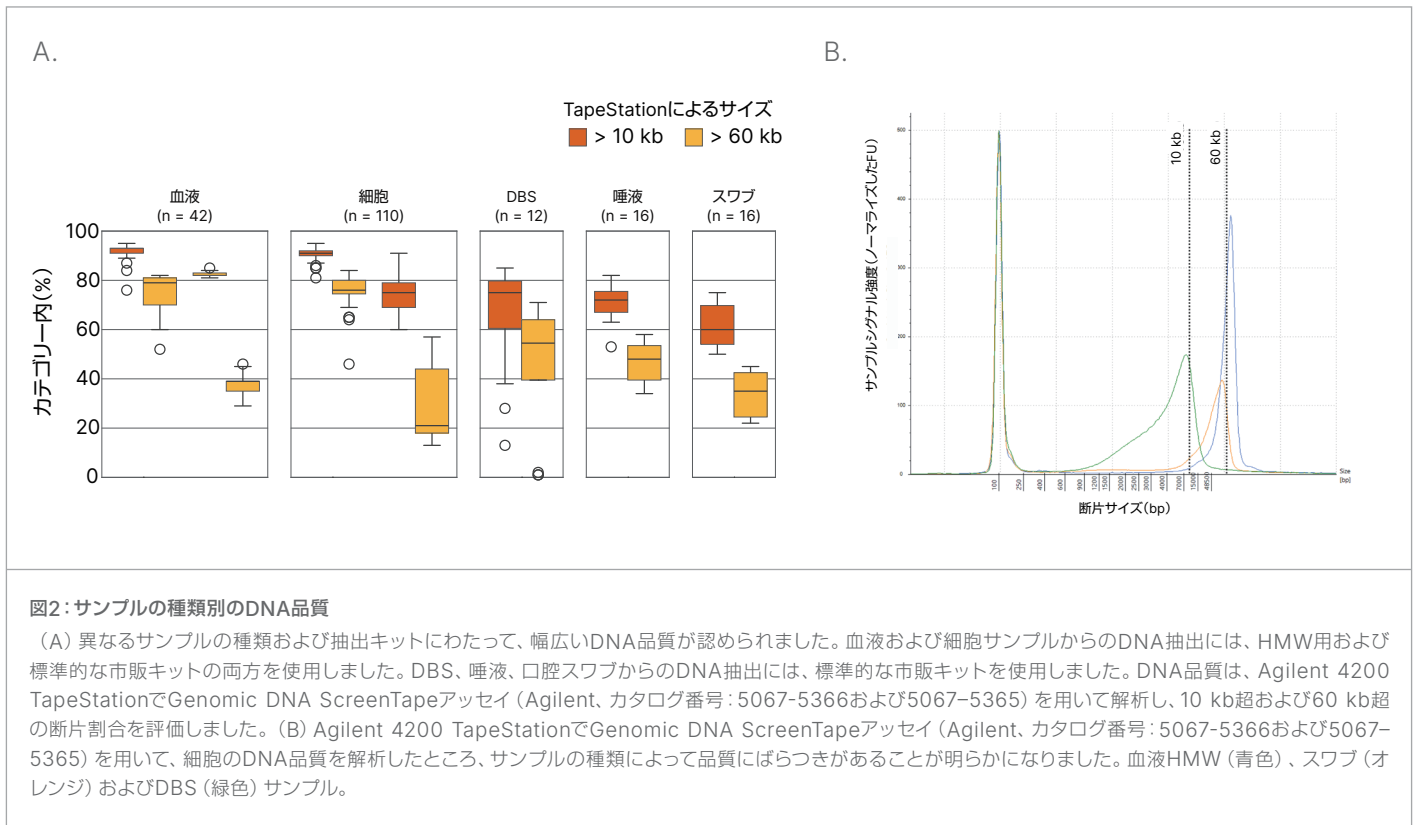 A.
TapeStationによるサイズ
> 10 kb > 60 kb
血液
(n = 42)
細胞
(n = 110)
DBS
(n = 12)
唾液
(n = 16)
スワブ
(n = 16)
カテゴリー内(%)
100
80
60
40
20
0
B.
サンプルシグナル強度(ノーマライズしたFU)
600
500
400
300
200
100
0
10 kb
60 kb
100
250
400
600
900
1200
1500
2000
2500
3000
4000
7000
15000
48500
Size
[bp]
断片サイズ(bp)
図2:サンプルの種類別のDNA品質
(A)異なるサンプルの種類および抽出キットにわたって、幅広いDNA品質が認められました。血液および細胞サンプルからのDNA抽出には、HMW用および
標準的な市販キットの両方を使用しました。DBS、唾液、口腔スワブからのDNA抽出には、標準的な市販キットを使用しました。DNA品質は、Agilent 4200
TapeStationでGenomic DNA ScreenTapeアッセイ(Agilent、カタログ番号:5067-5366および5067–5365)を用いて解析し、10 kb超および60 kb超
の断片割合を評価しました。(B)Agilent 4200 TapeStationでGenomic DNA ScreenTapeアッセイ(Agilent、カタログ番号:5067-5366および5067–
5365)を用いて、細胞のDNA品質を解析したところ、サンプルの種類によって品質にばらつきがあることが明らかになりました。血液HMW(青色)、スワブ(オ
レンジ)およびDBS(緑色)サンプル。